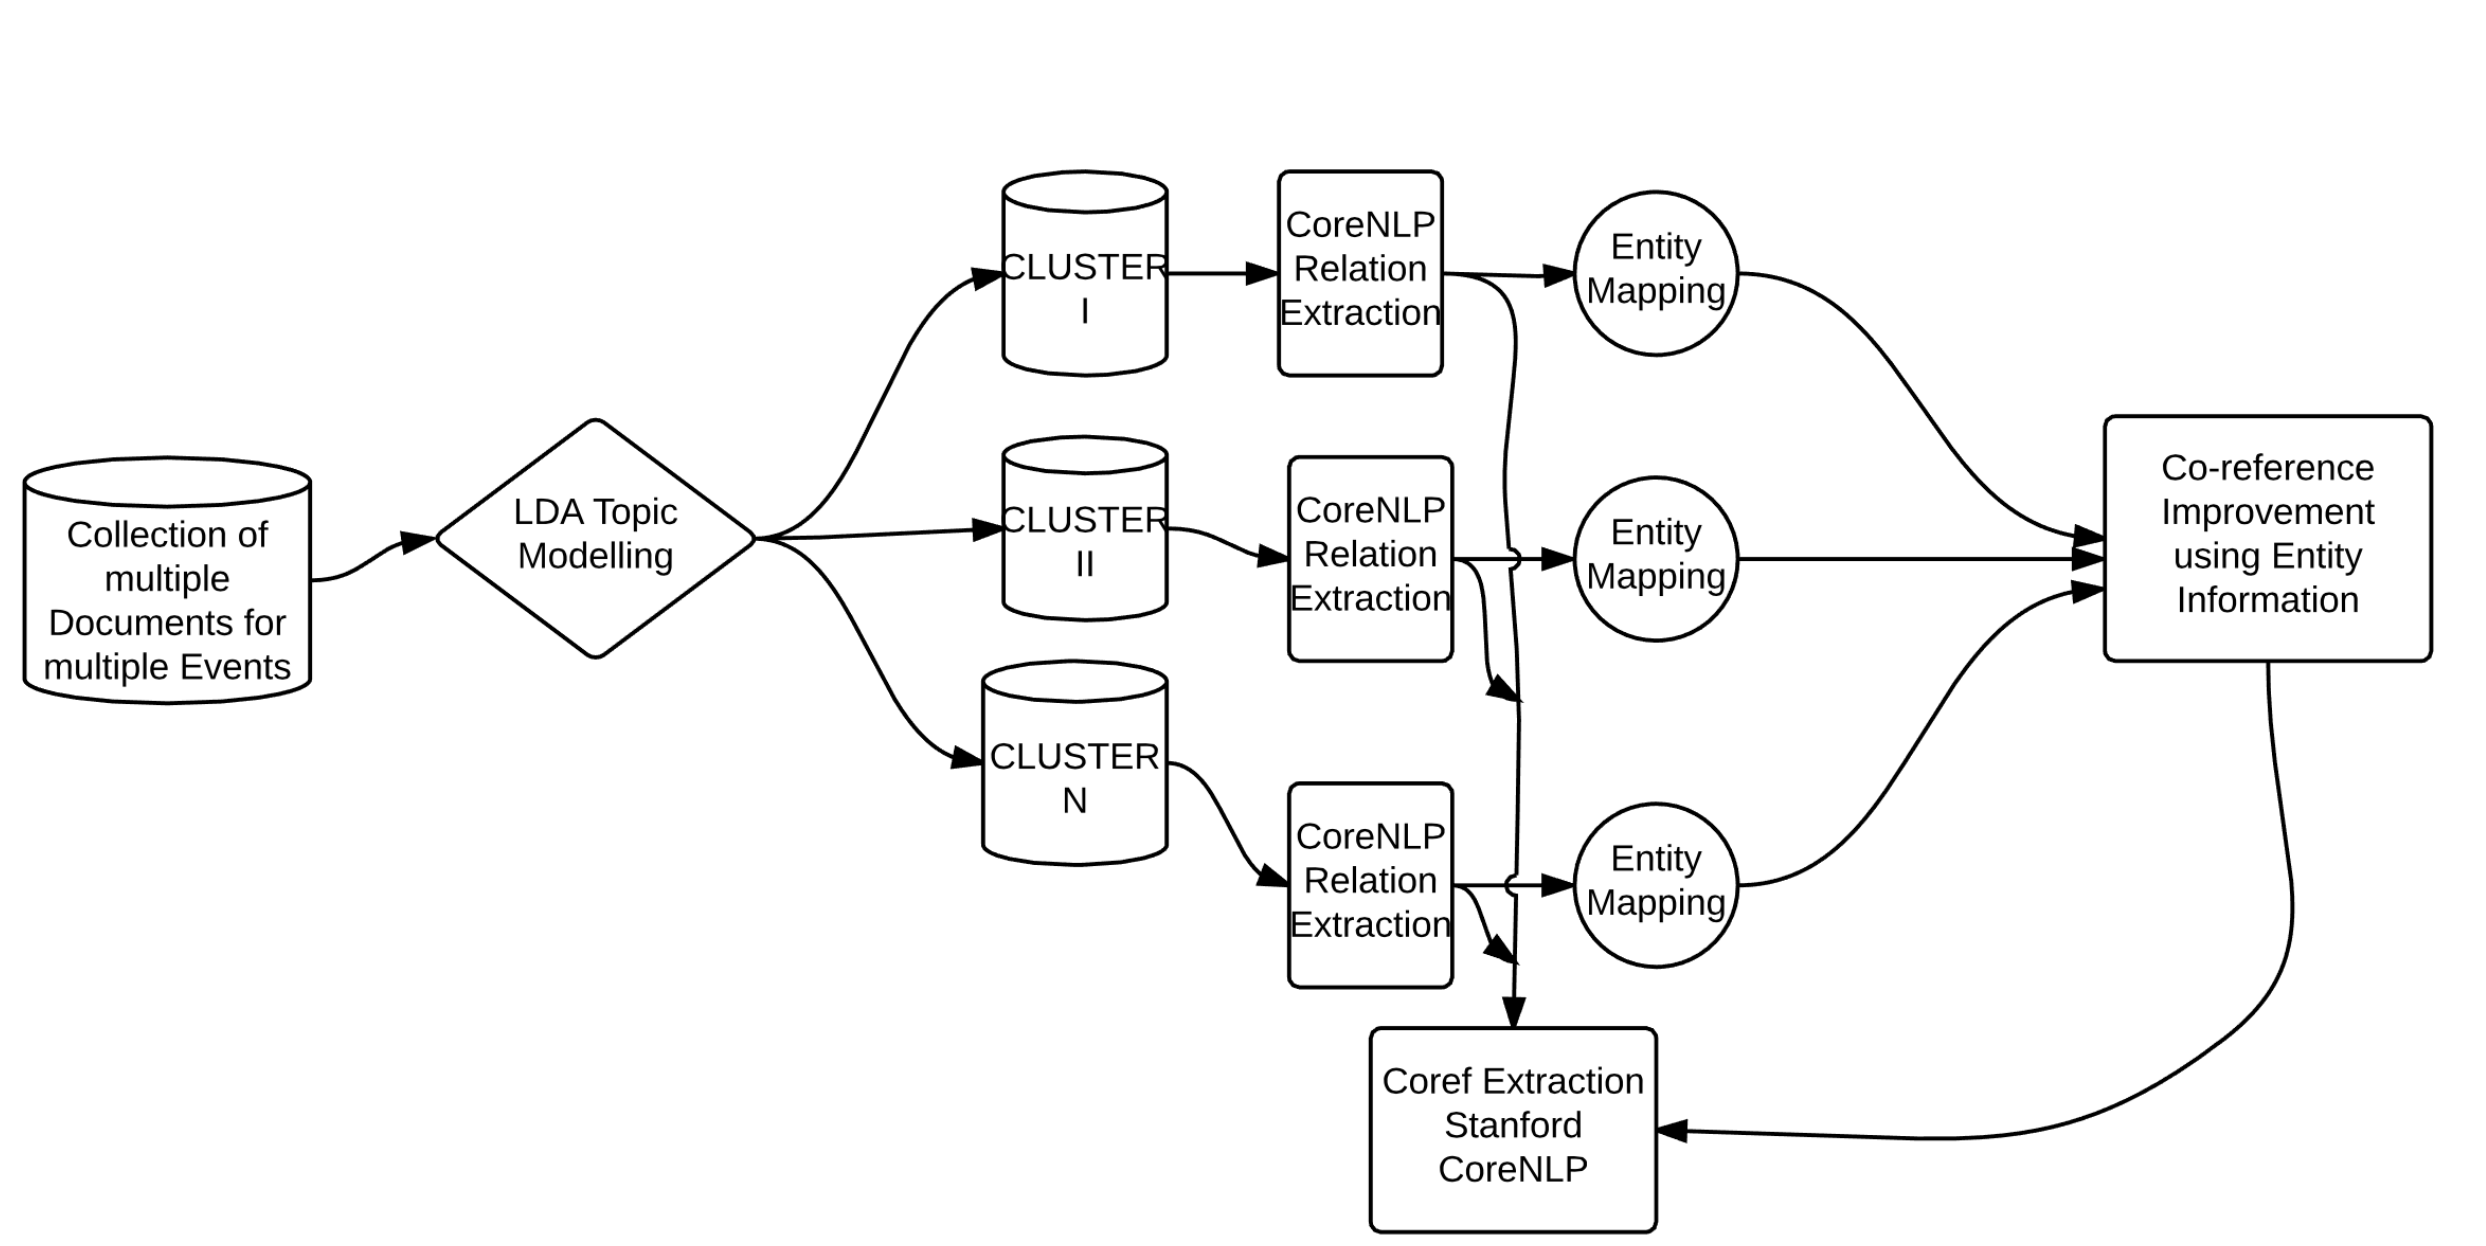 Collection of
multiple
Documents for
multiple Events
LDA Topic
Modelling
CLUSTER
I
CoreNLP
Relation
Extraction
Entity
Mapping
CLUSTER
II
CoreNLP
Relation
Extraction
Entity
Mapping
CLUSTER
N
CoreNLP
Relation
Extraction
Entity
Mapping
Co-reference
Improvement
using Entity
Information
Coref Extraction
Stanford
CoreNLP